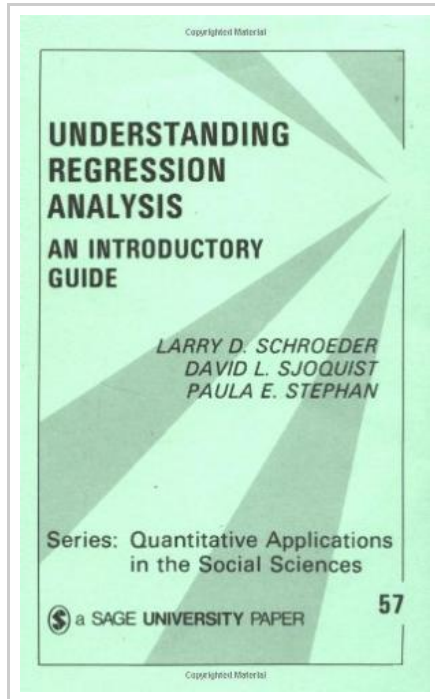 Copyrighted Material
UNDERSTANDING
REGRESSION
ANALYSIS
AN INTRODUCTORY
GUIDE
LARRY D. SCHROEDER
DAVID L. SJOQUIST
PAULA E. STEPHAN
Series: Quantitative Applications
in the Social Sciences
57
$ a SAGE UNIVERSITY PAPER
Copyrighted Material